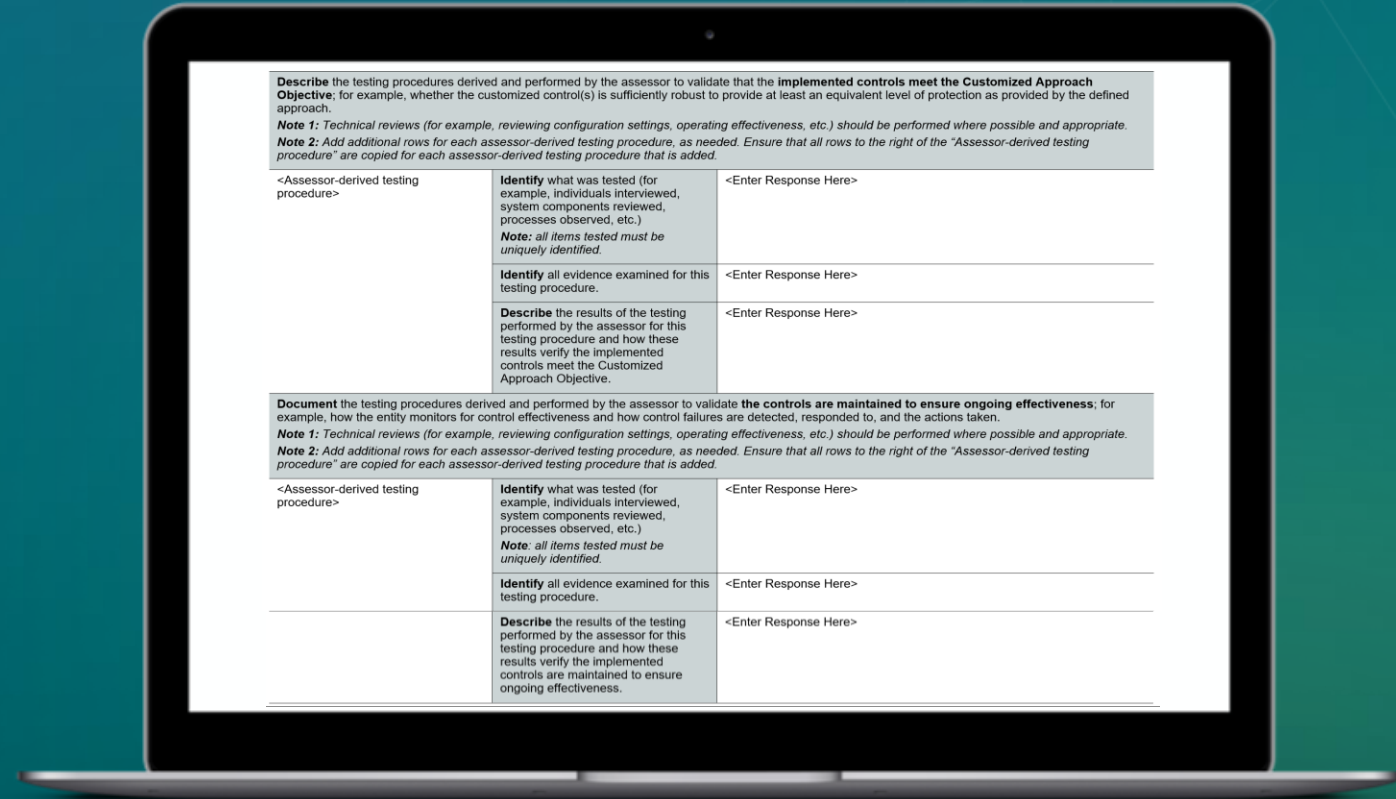 Describe the testing procedures derived and performed by the assessor to validate that the implemented controls meet the Customized Approach
Objective; for example, whether the customized control(s) is sufficiently robust to provide at least an equivalent level of protection as provided by the defined
approach.
Note 1: Technical reviews (for example, reviewing configuration settings, operating effectiveness, etc.) should be performed where possible and appropriate.
Note 2: Add additional rows for each assessor-derived testing procedure, as needed. Ensure that all rows to the right of the “Assessor-derived testing
procedure” are copied for each assessor-derived testing procedure that is added.
<Assessor-derived testing
procedure>
Identify what was tested (for
example, individuals interviewed,
system components reviewed,
processes observed, etc.)
Note: all items tested must be
uniquely identified.
<Enter Response Here>
Identify all evidence examined for this
testing procedure.
<Enter Response Here>
Describe the results of the testing
performed by the assessor for this
testing procedure and how these
results verify the implemented
controls meet the Customized
Approach Objective.
<Enter Response Here>
Document the testing procedures derived and performed by the assessor to validate the controls are maintained to ensure ongoing effectiveness; for
example, how the entity monitors for control effectiveness and how control failures are detected, responded to, and the actions taken.
Note 1: Technical reviews (for example, reviewing configuration settings, operating effectiveness, etc.) should be performed where possible and appropriate.
Note 2: Add additional rows for each assessor-derived testing procedure, as needed. Ensure that all rows to the right of the “Assessor-derived testing
procedure” are copied for each assessor-derived testing procedure that is added.
<Assessor-derived testing
procedure>
Identify what was tested (for
example, individuals interviewed,
system components reviewed,
processes observed, etc.)
Note: all items tested must be
uniquely identified.
<Enter Response Here>
Identify all evidence examined for this
testing procedure.
<Enter Response Here>
Describe the results of the testing
performed by the assessor for this
testing procedure and how these
results verify the implemented
controls are maintained to ensure
ongoing effectiveness.
<Enter Response Here>